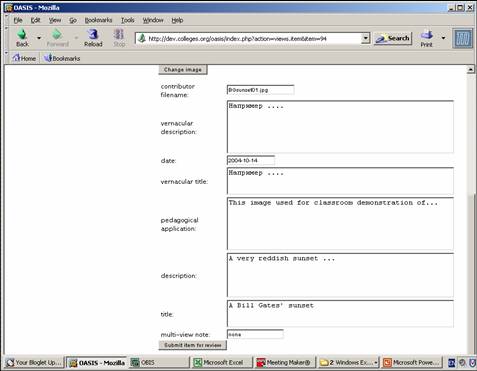 OASIS - Mozilla
File Edit View Go Bookmarks Tools Window Help
Back Forward Reload Stop http://dev.colleges.org/oasis/index.php?action=views.item&item=94 Search Print
Home Bookmarks
Change image
contributor filename:
vernacular description: Например ....
date: 2004-10-14
vernacular title: Например ....
pedagogical application: This image used for classroom demonstration of...
description: A very reddish sunset ...
title: A Bill Gates' sunset
multi-view note: none
Submit item for review
Your Bloglet Up... OASIS - Mozilla OBIS Microsoft Excel Meeting Maker® 2 Windows Ex... Microsoft Powe... EN